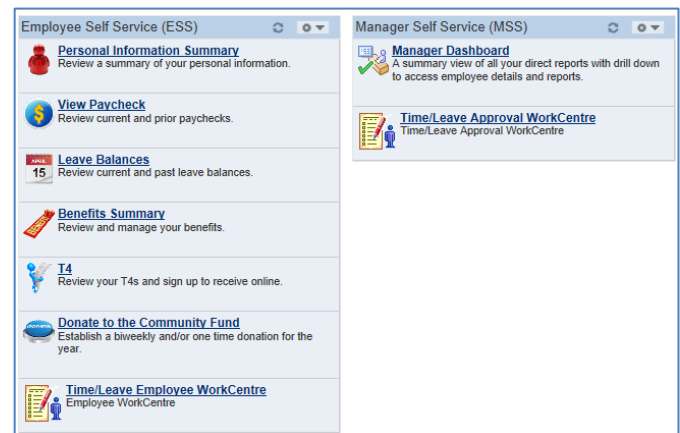 Employee Self Service (ESS)
Personal Information Summary
Review a summary of your personal information.
View Paycheck
Review current and prior paychecks.
APRIL
15
Leave Balances
Review current and past leave balances.
Benefits Summary
Review and manage your benefits.
T4
Review your T4s and sign up to receive online.
Donate to the Community Fund
Establish a biweekly and/or one time donation for the
year.
Time/Leave Employee WorkCentre
Employee WorkCentre
Manager Self Service (MSS)
Manager Dashboard
A summary view of all your direct reports with drill down
to access employee details and reports.
Time/Leave Approval WorkCentre
Time/Leave Approval WorkCentre